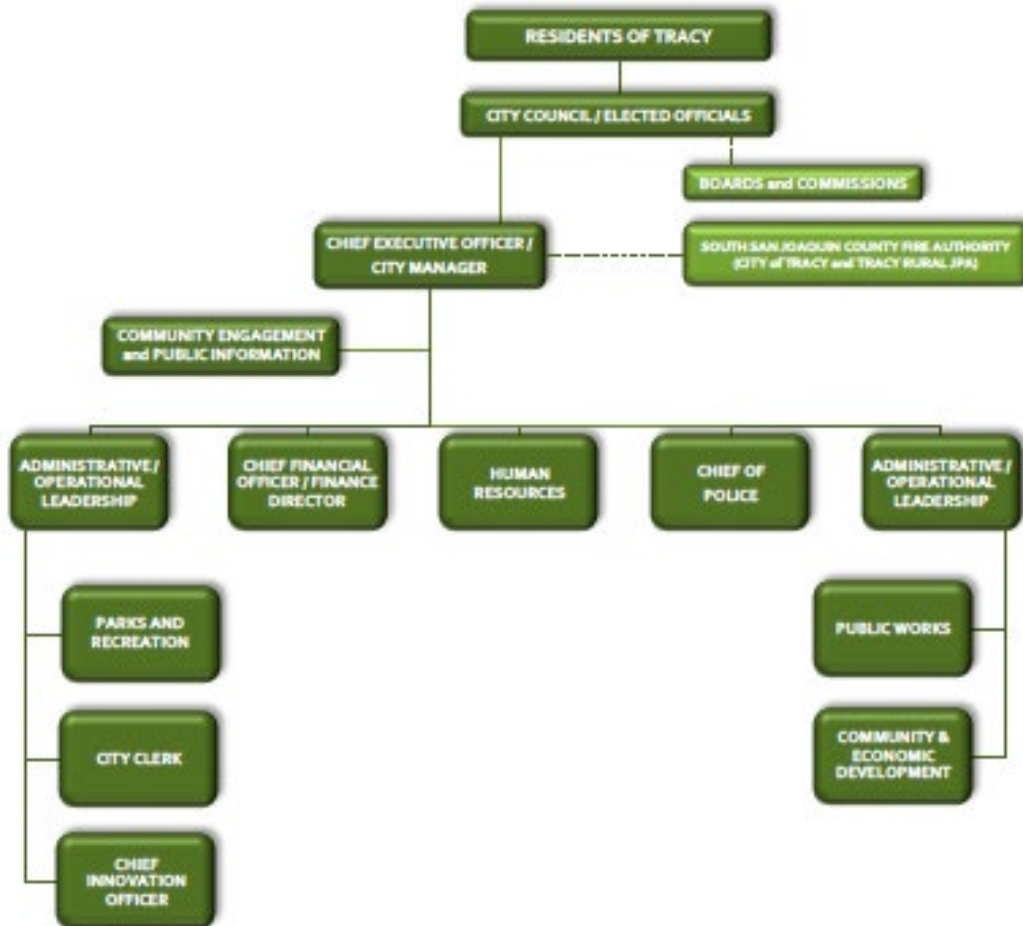 RESIDENTS OF TRACY
CITY COUNCIL / ELECTED OFFICIALS
BOARDS and COMMISSIONS
CHIEF EXECUTIVE OFFICER /
CITY MANAGER
SOUTH SAN JOAQUIN COUNTY FIRE AUTHORITY
(CITY of TRACY and TRACY RURAL JPA)
COMMUNITY ENGAGEMENT
and PUBLIC INFORMATION
ADMINISTRATIVE /
OPERATIONAL
LEADERSHIP
CHIEF FINANCIAL
OFFICER / FINANCE
DIRECTOR
HUMAN
RESOURCES
CHIEF OF
POLICE
ADMINISTRATIVE /
OPERATIONAL
LEADERSHIP
PARKS AND
RECREATION
CITY CLERK
CHIEF
INNOVATION
OFFICER
PUBLIC WORKS
COMMUNITY &
ECONOMIC
DEVELOPMENT